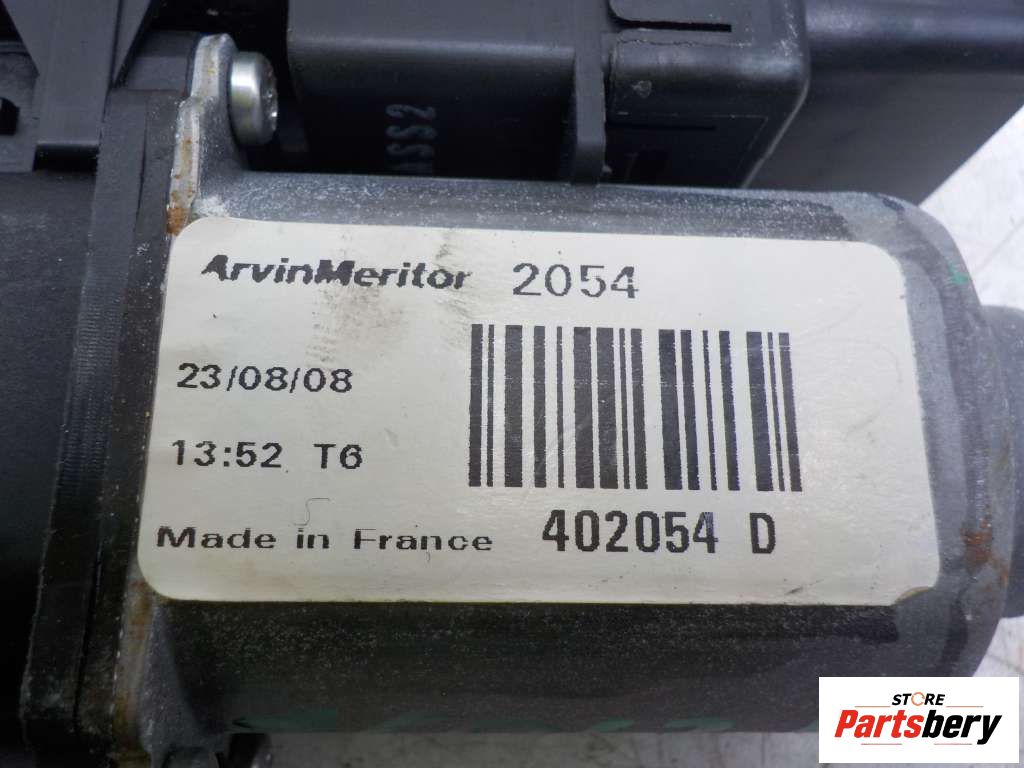 ArvinMeritor 2054
23/08/08
13:52 T6
Made in France 402054 D
STORE
Partsbery